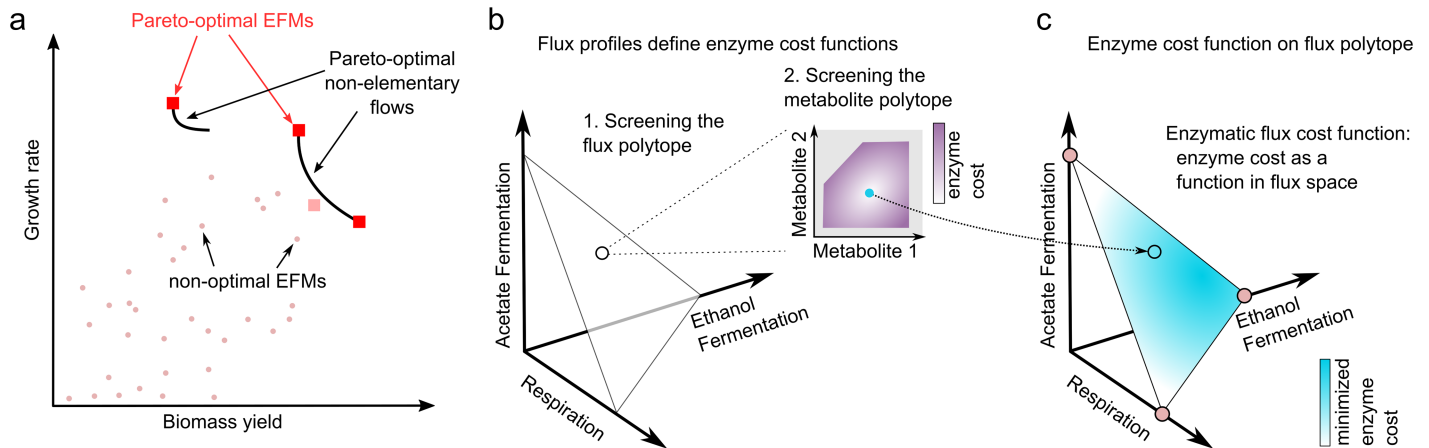 a
Pareto-optimal EFMs
Pareto-optimal
non-elementary
flows
non-optimal EFMs
Growth rate
Biomass yield
b
Flux profiles define enzyme cost functions
1. Screening the
flux polytope
2. Screening the
metabolite polytope
Metabolite 2
Metabolite 1
enzyme
cost
Acetate Fermentation
Ethanol
Fermentation
Respiration
c
Enzyme cost function on flux polytope
Enzymatic flux cost function:
enzyme cost as a
function in flux space
Acetate Fermentation
Ethanol
Fermentation
Respiration
minimized
enzyme
cost